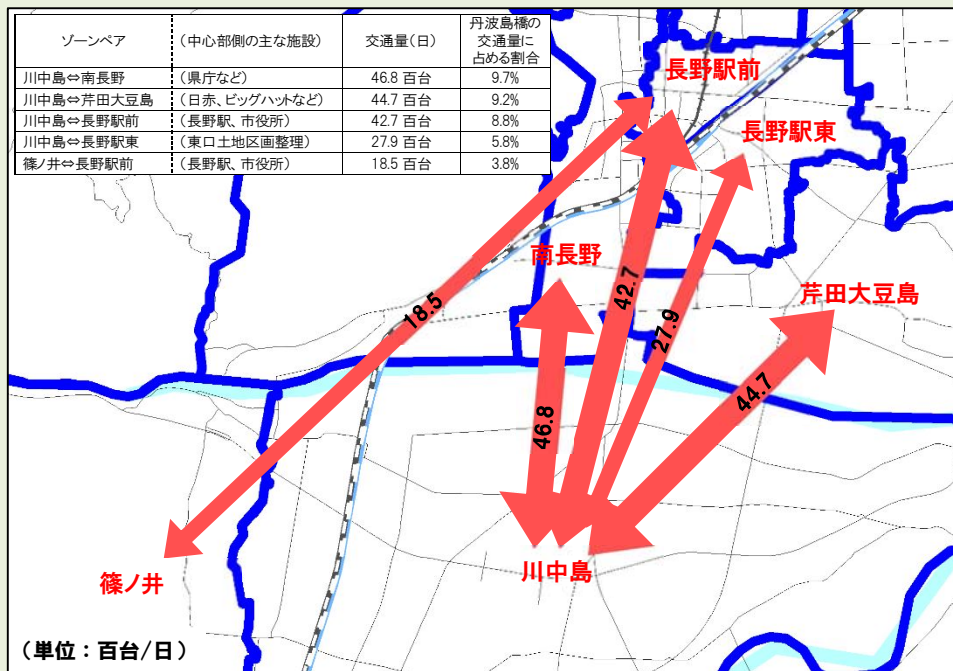 ゾーンペア (中心部側の主な施設) 交通量(日) 丹波島橋の交通量に占める割合
川中島⇔南長野 (県庁など) 46.8 百台 9.7%
川中島⇔芹田大豆島 (日赤、ビッグハットなど) 44.7 百台 9.2%
川中島⇔長野駅前 (長野駅、市役所) 42.7 百台 8.8%
川中島⇔長野駅東 (東口土地区画整理) 27.9 百台 5.8%
篠ノ井⇔長野駅前 (長野駅、市役所) 18.5 百台 3.8%
長野駅前
長野駅東
南長野
芹田大豆島
18.5
42.7
27.9
44.7
46.8
川中島
篠ノ井
(単位:百台/日)